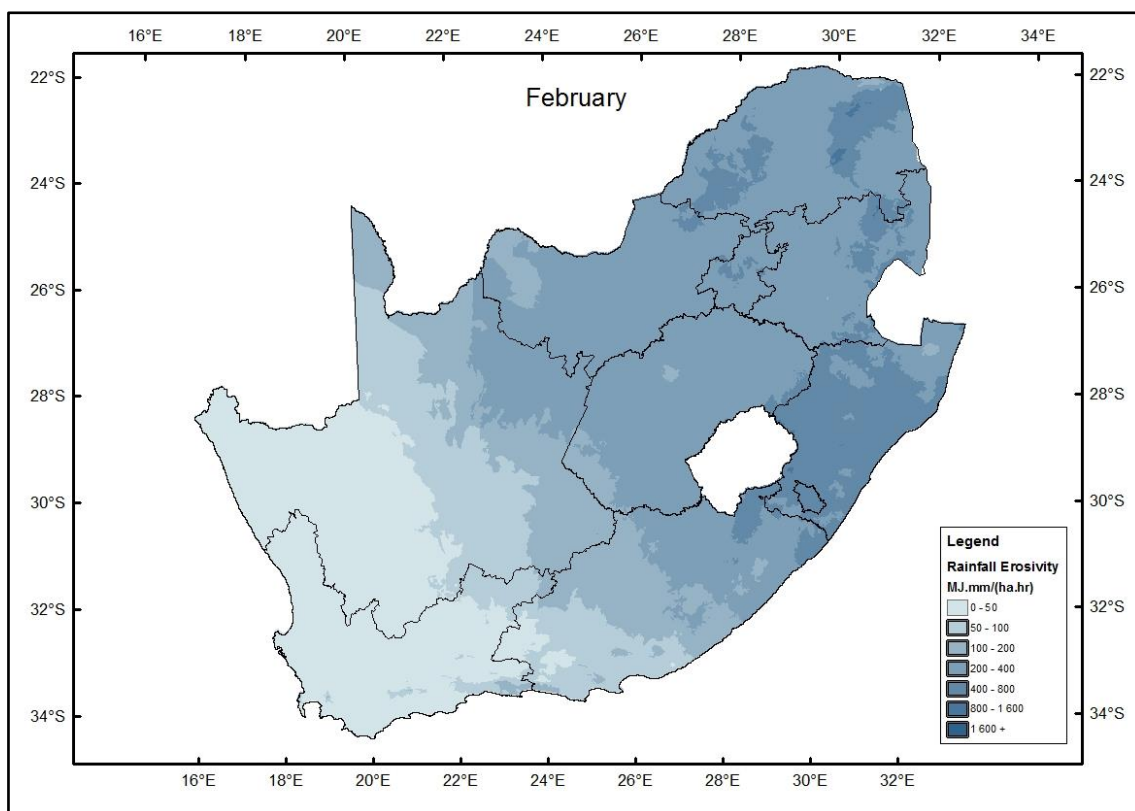 16°E 18°E 20°E 22°E 24°E 26°E 28°E 30°E 32°E 34°E
February
22°S 22°S
24°S 24°S
26°S 26°S
28°S 28°S
30°S 30°S
32°S 32°S
34°S 34°S
Legend
Rainfall Erosivity
MJ.mm/(ha.hr)
0 - 50
50 - 100
100 - 200
200 - 400
400 - 800
800 - 1 600
1 600 +
16°E 18°E 20°E 22°E 24°E 26°E 28°E 30°E 32°E